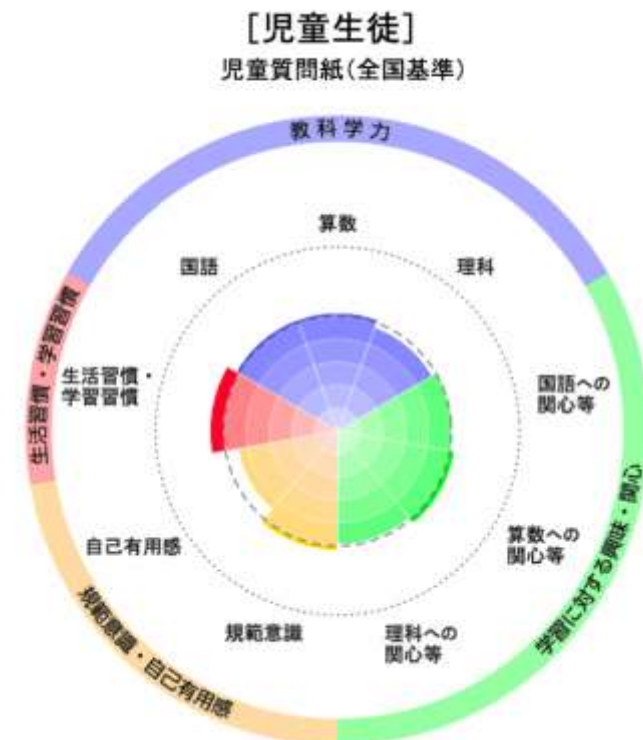 [児童生徒]
児童質問紙(全国基準)
教科学力
算数
国語
理科
生活習慣・学習習慣
生活習慣・
学習習慣
国語への
関心等
算数への
関心等
学習に対する興味・関心
自己有用感
規範意識
理科への
関心等
規範意識・自己有用感